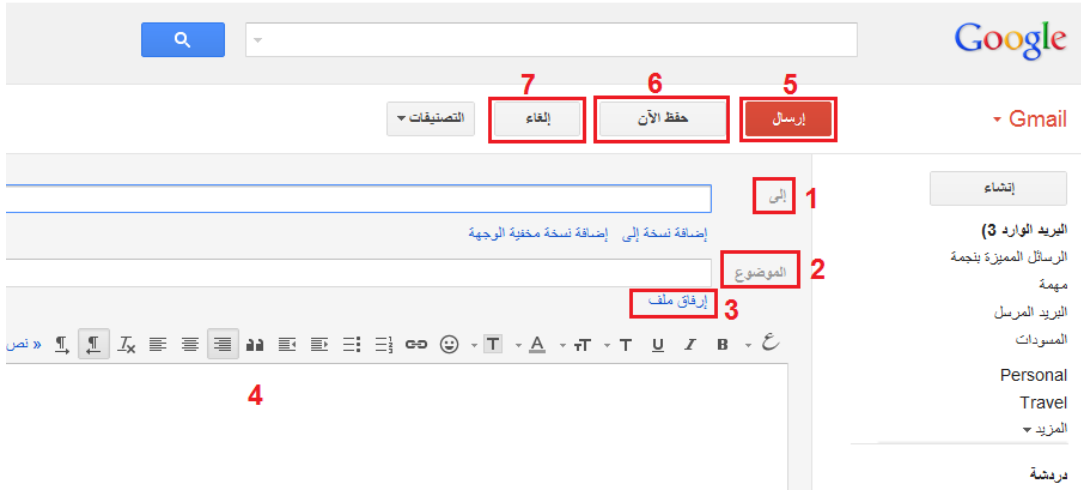 Google
7
6
5
Gmail
إرسال
حفظ الآن
إلغاء
التصنيفات
إلى
1
إضافة نسخة إلى إضافة نسخة مخفية الوجهة
الموضوع
2
إرفاق ملف
3
« نص
4
إنشاء
البريد الوارد 3)
الرسائل المميزة بنجمة
مهمة
البريد المرسل
المسودات
Personal
Travel
المزيد
دردشة